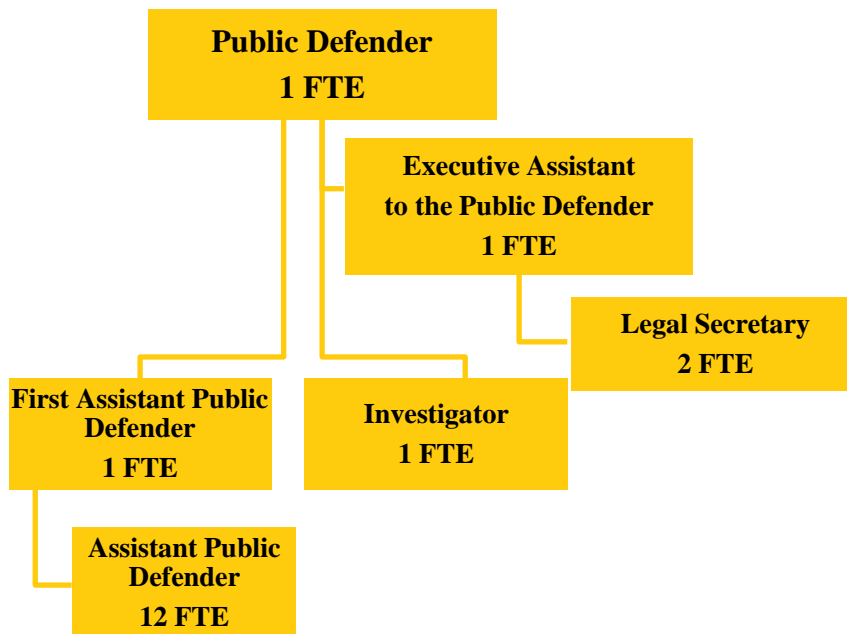 Public Defender
1 FTE
Executive Assistant
to the Public Defender
1 FTE
Legal Secretary
2 FTE
First Assistant Public
Defender
1 FTE
Investigator
1 FTE
Assistant Public
Defender
12 FTE